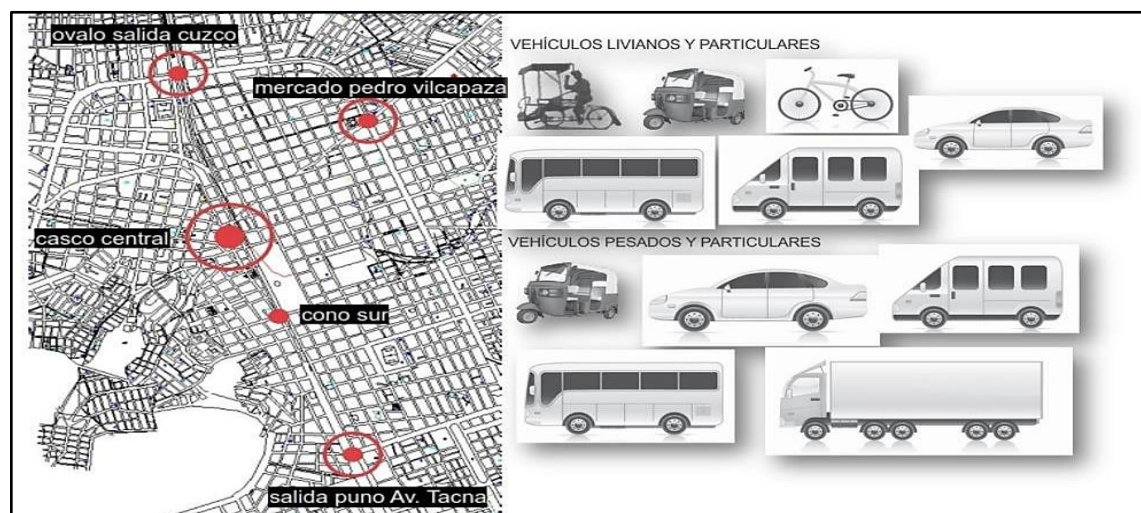 ovalo salida cuzco
mercado pedro vilcapaza
casco central
cono sur
salida puno Av. Tacna
VEHÍCULOS LIVIANOS Y PARTICULARES
VEHÍCULOS PESADOS Y PARTICULARES